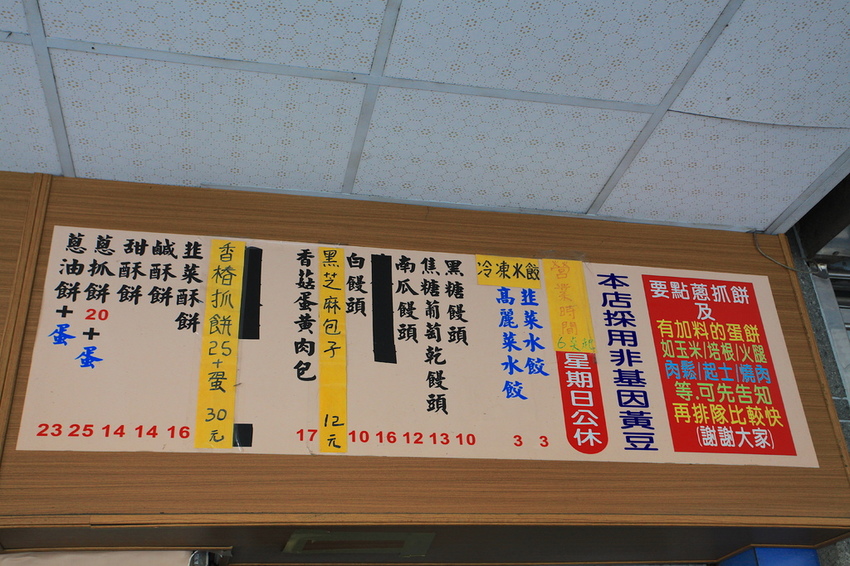 要點蔥抓餅
及
有加料的蛋餅
如玉米/培根/火腿
肉鬆/起士/燒肉
等.可先告知
再排隊比較快
(謝謝大家)
本店採用非基因黃豆
營業時間
星期日公休
冷凍水餃
韭菜水餃 3
高麗菜水餃 3
黑糖饅頭 10
焦糖葡萄乾饅頭 13
南瓜饅頭 12
16
白饅頭 10
黑芝麻包子 12元
香菇蛋黃肉包 17
香椿抓餅25+蛋 30元
韭菜酥餅 16
鹹酥餅 14
甜酥餅 14
蔥抓餅20+蛋 25
蔥油餅+蛋 23